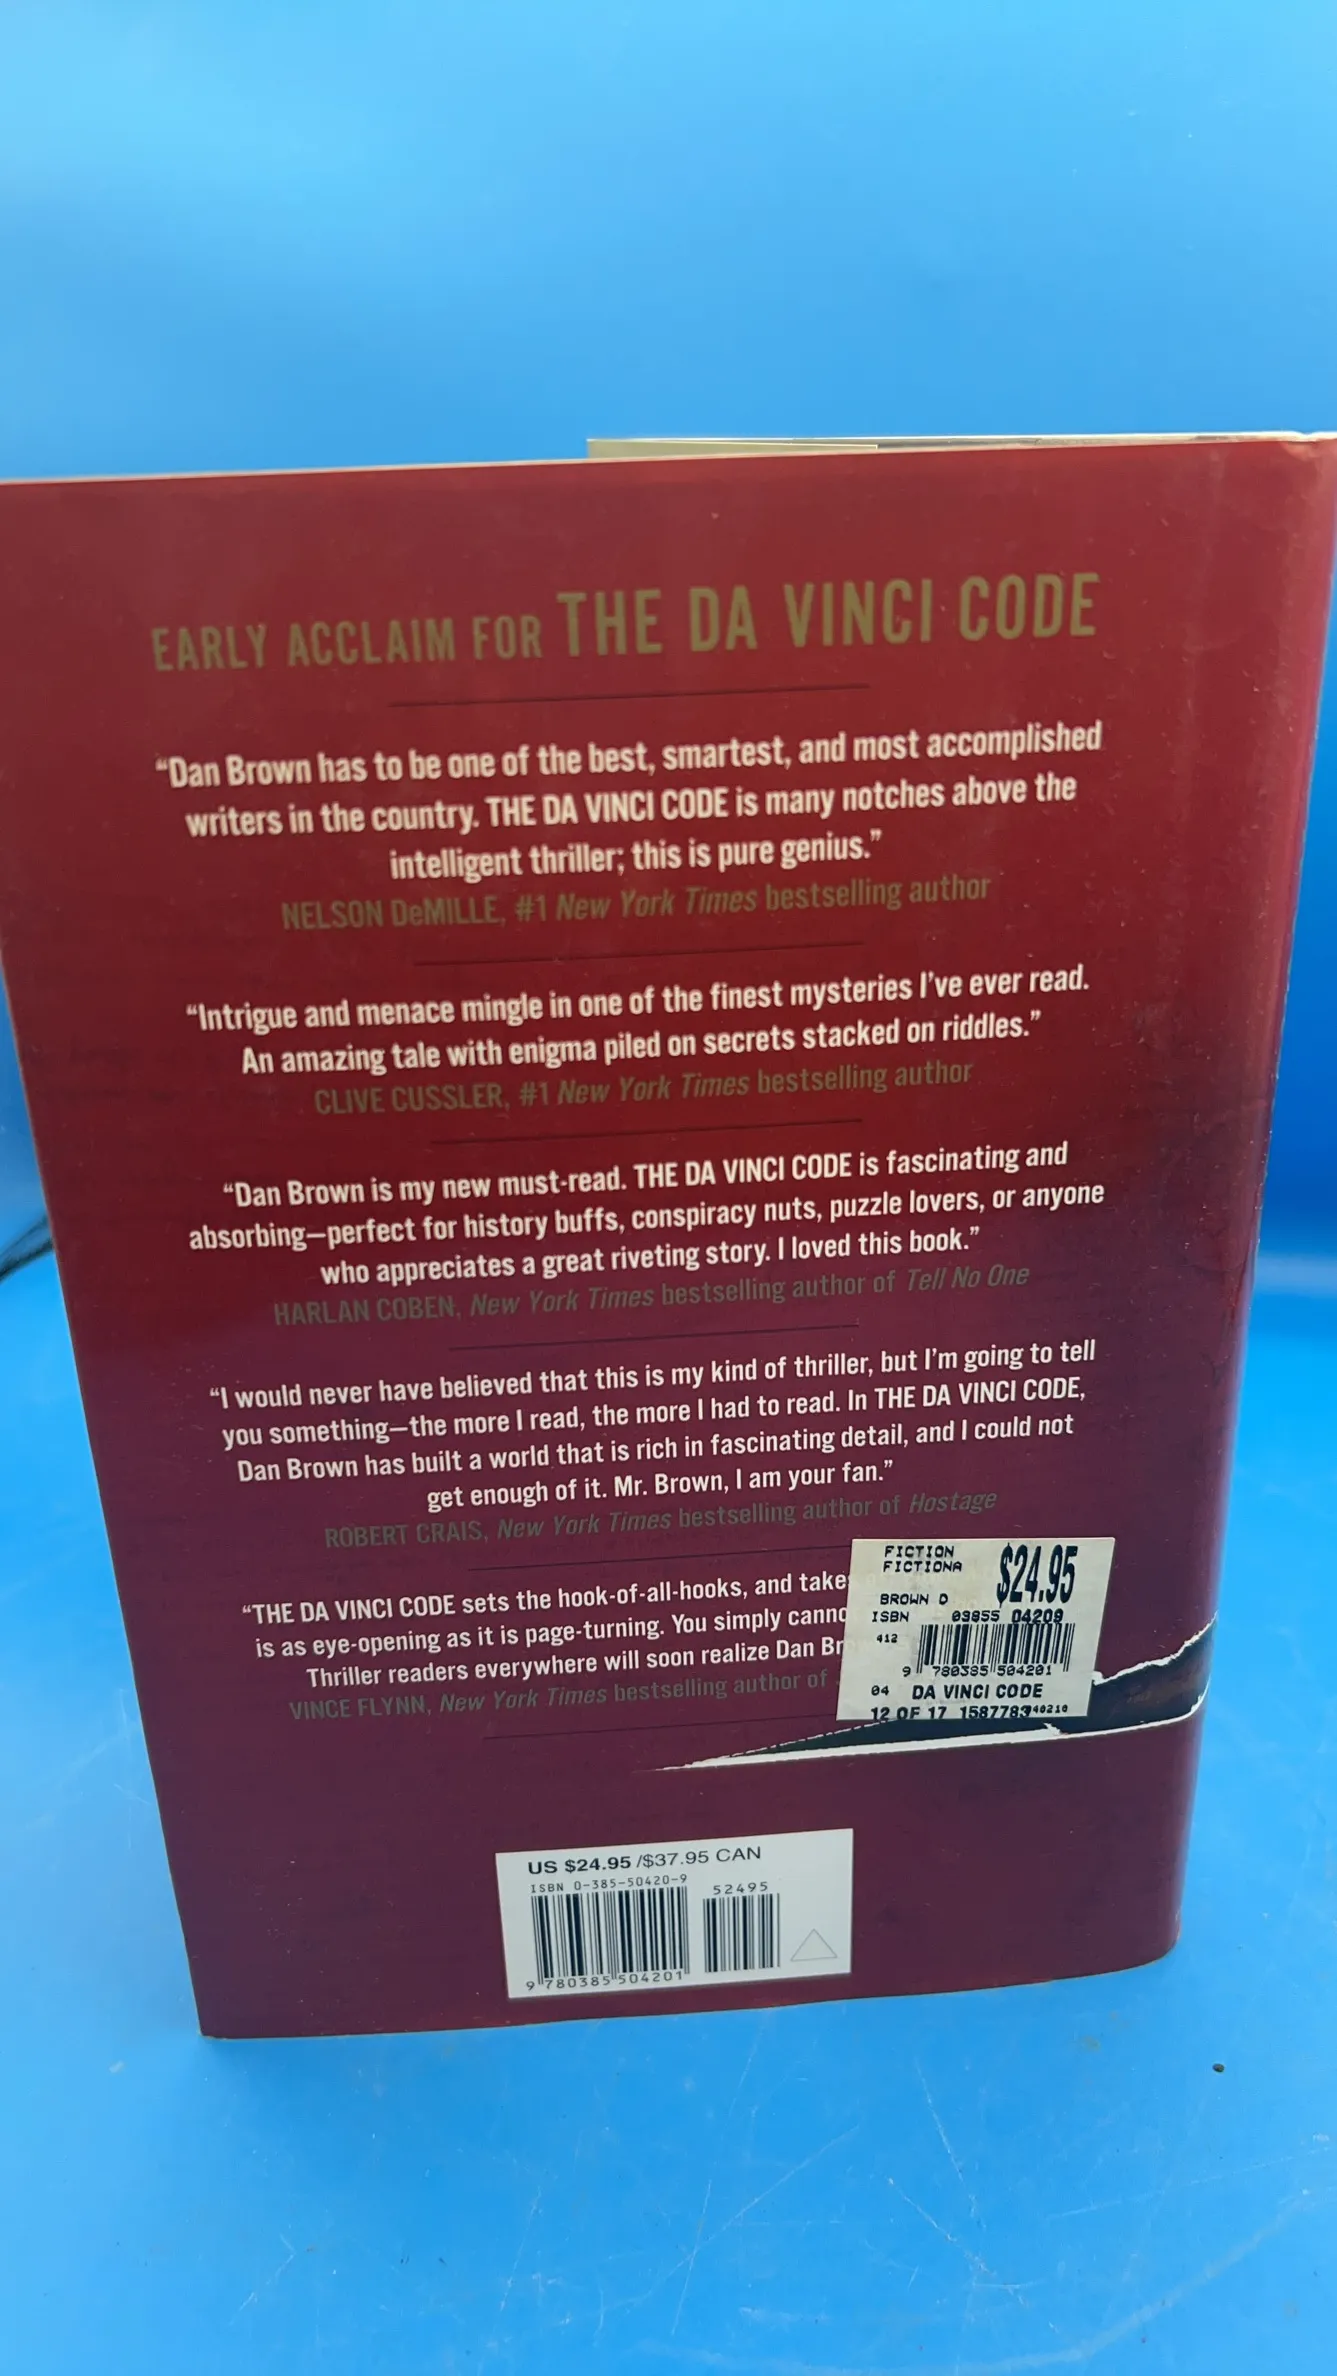 EARLY ACCLAIM FOR THE DA VINCI CODE
“Dan Brown has to be one of the best, smartest, and most accomplished
writers in the country. THE DA VINCI CODE is many notches above the
intelligent thriller; this is pure genius.”
NELSON DeMILLE, #1 New York Times bestselling author
“Intrigue and menace mingle in one of the finest mysteries I’ve ever read.
An amazing tale with enigma piled on secrets stacked on riddles.”
CLIVE CUSSLER, #1 New York Times bestselling author
“Dan Brown is my new must-read. THE DA VINCI CODE is fascinating and
absorbing—perfect for history buffs, conspiracy nuts, puzzle lovers, or anyone
who appreciates a great riveting story. I loved this book.”
HARLAN COBEN, New York Times bestselling author of Tell No One
“I would never have believed that this is my kind of thriller, but I’m going to tell
you something—the more I read, the more I had to read. In THE DA VINCI CODE,
Dan Brown has built a world that is rich in fascinating detail, and I could not
get enough of it. Mr. Brown, I am your fan.”
ROBERT CRAIS, New York Times bestselling author of Hostage
“THE DA VINCI CODE sets the hook-of-all-hooks, and take
is as eye-opening as it is page-turning. You simply canno
Thriller readers everywhere will soon realize Dan Br
VINCE FLYNN, New York Times bestselling author of
FICTION
FICTIONA
$24.95
BROWN D
ISBN 03855 04209
412
9 780385 504201
04 DA VINCI CODE
12 OF 17 1587783 40210
US $24.95 /$37.95 CAN
ISBN 0-385-50420-9
52495
9 780385 504201